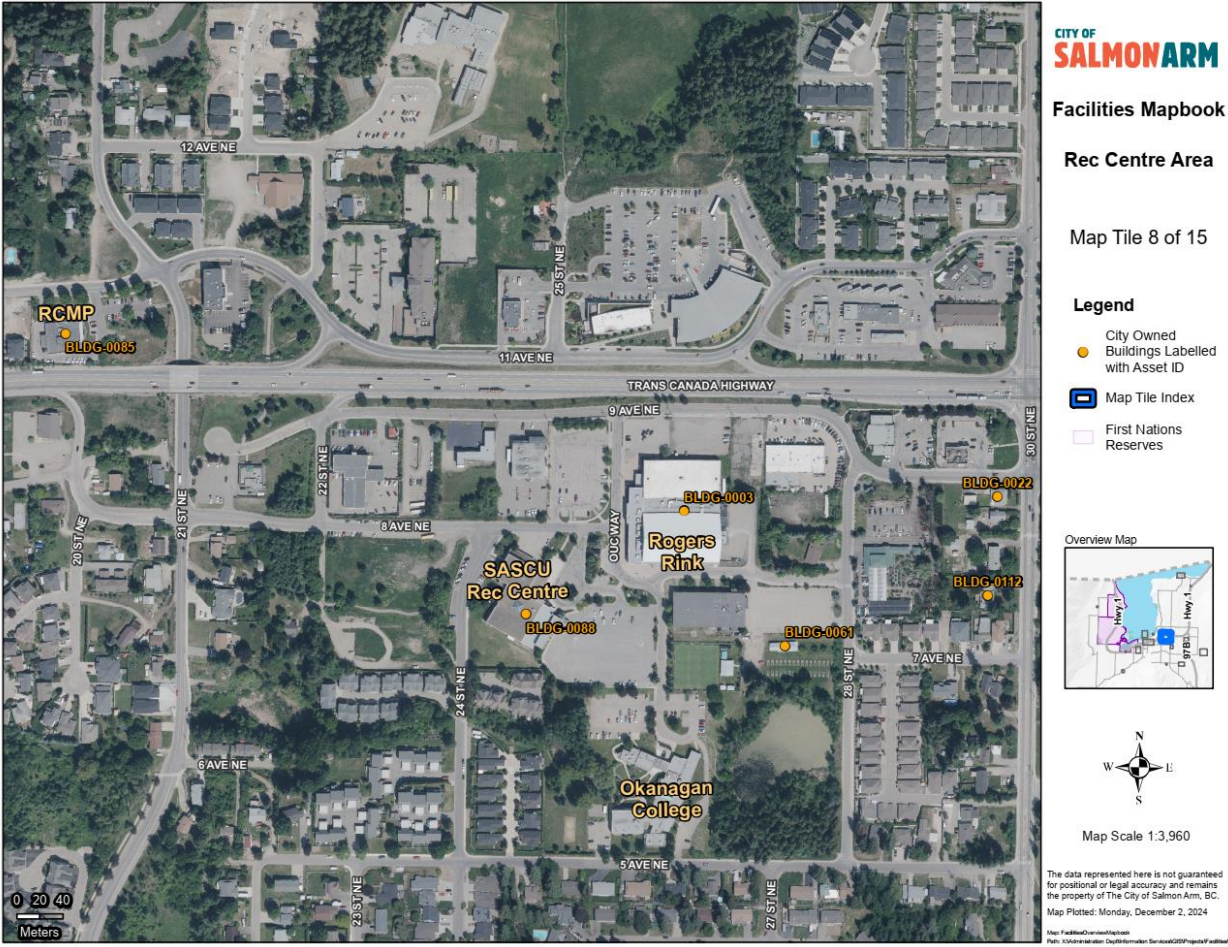 12 AVE NE
25 ST NE
RCMP
BLDG-0085
11 AVE NE
TRANS CANADA HIGHWAY
9 AVE NE
30 ST NE
22 ST NE
21 ST NE
20 ST NE
8 AVE NE
OUC WAY
BLDG-0003
BLDG-0022
Rogers
Rink
SASCU
Rec Centre
BLDG-0088
BLDG-0112
BLDG-0061
7 AVE NE
28 ST NE
24 ST NE
6 AVE NE
Okanagan
College
5 AVE NE
23 ST NE
27 ST NE
0 20 40
Meters
CITY OF
SALMONARM
Facilities Mapbook
Rec Centre Area
Map Tile 8 of 15
Legend
City Owned
Buildings Labelled
with Asset ID
Map Tile Index
First Nations
Reserves
Overview Map
Hwy 1
Hwy 1
97B
N
W E
S
Map Scale 1:3,960
The data represented here is not guaranteed
for positional or legal accuracy and remains
the property of The City of Salmon Arm, BC.
Map Plotted: Monday, December 2, 2024
Map: FacilitiesOverviewMapbook